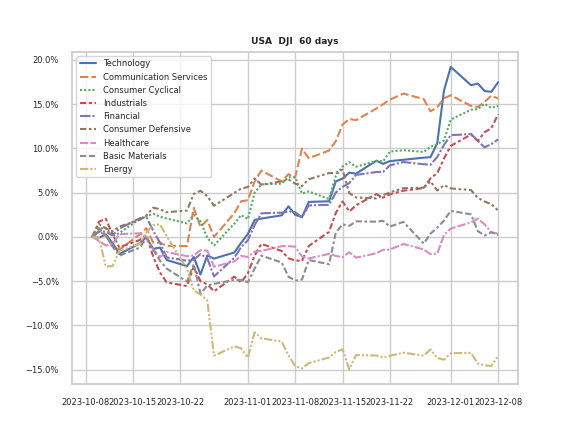 USA DJI 60 days
Technology
Communication Services
Consumer Cyclical
Industrials
Financial
Consumer Defensive
Healthcare
Basic Materials
Energy
20.0%
15.0%
10.0%
5.0%
0.0%
−5.0%
−10.0%
−15.0%
2023-10-08 2023-10-15 2023-10-22 2023-11-01 2023-11-08 2023-11-15 2023-11-22 2023-12-01 2023-12-08